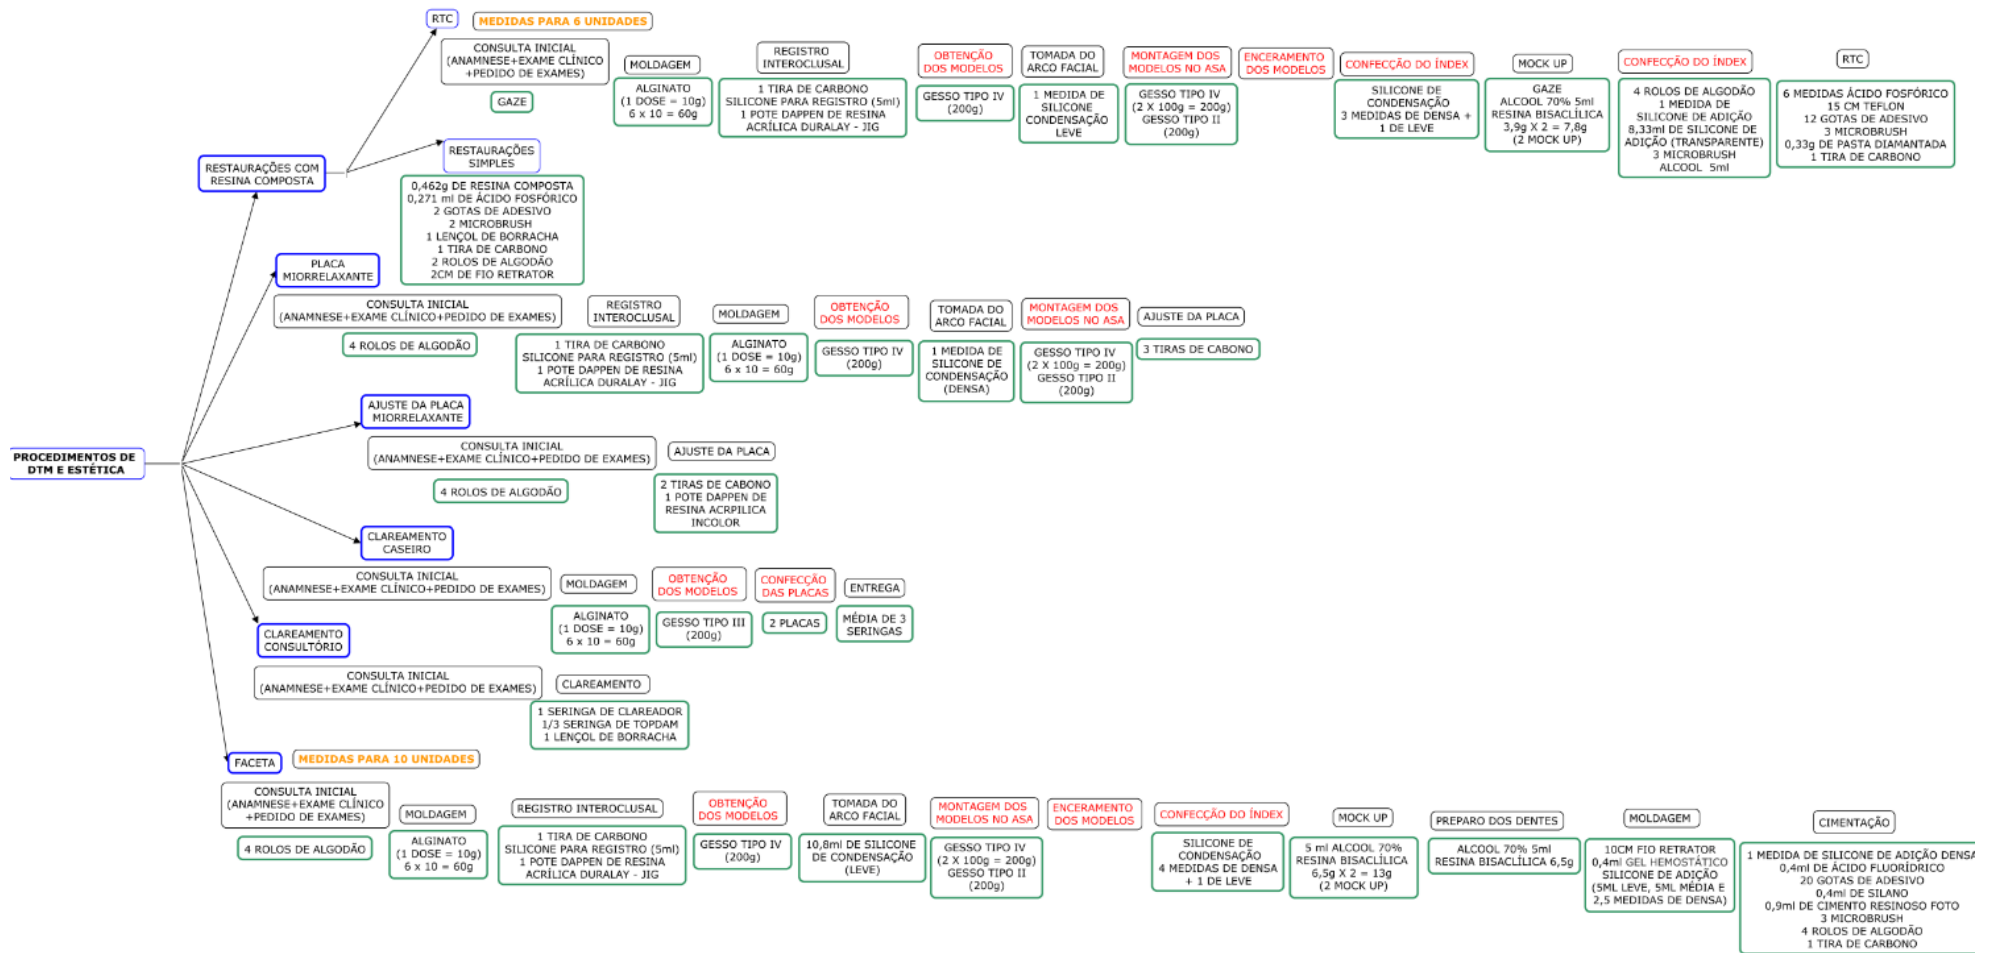 RTC
MEDIDAS PARA 6 UNIDADES
CONSULTA INICIAL
(ANAMNESE+EXAME CLÍNICO
+PEDIDO DE EXAMES)
GAZE
MOLDAGEM
ALGINATO
(1 DOSE = 10g)
6 x 10 = 60g
REGISTRO
INTEROCLUSAL
1 TIRA DE CARBONO
SILICONE PARA REGISTRO (5ml)
1 POTE DAPPEN DE RESINA
ACRÍLICA DURALAY - JIG
OBTENÇÃO
DOS MODELOS
GESSO TIPO IV
(200g)
TOMADA DO
ARCO FACIAL
1 MEDIDA DE
SILICONE
CONDENSAÇÃO
LEVE
MONTAGEM DOS
MODELOS NO ASA
GESSO TIPO IV
(2 X 100g = 200g)
GESSO TIPO II
(200g)
ENCERAMENTO
DOS MODELOS
CONFECÇÃO DO ÍNDEX
SILICONE DE
CONDENSAÇÃO
3 MEDIDAS DE DENSA +
1 DE LEVE
MOCK UP
GAZE
ALCOOL 70% 5ml
RESINA BISACLÍLICA
3,9g X 2 = 7,8g
(2 MOCK UP)
CONFECÇÃO DO ÍNDEX
4 ROLOS DE ALGODÃO
1 MEDIDA DE
SILICONE DE ADIÇÃO
8,33ml DE SILICONE DE
ADIÇÃO (TRANSPARENTE)
3 MICROBRUSH
ALCOOL 5ml
RTC
6 MEDIDAS ÁCIDO FOSFÓRICO
15 CM TEFLON
12 GOTAS DE ADESIVO
3 MICROBRUSH
0,33g DE PASTA DIAMANTADA
1 TIRA DE CARBONO
RESTAURAÇÕES COM
RESINA COMPOSTA
RESTAURAÇÕES
SIMPLES
0,462g DE RESINA COMPOSTA
0,271 ml DE ÁCIDO FOSFÓRICO
2 GOTAS DE ADESIVO
2 MICROBRUSH
1 LENÇOL DE BORRACHA
1 TIRA DE CARBONO
2 ROLOS DE ALGODÃO
2CM DE FIO RETRATOR
PLACA
MIORRELAXANTE
CONSULTA INICIAL
(ANAMNESE+EXAME CLÍNICO+PEDIDO DE EXAMES)
4 ROLOS DE ALGODÃO
REGISTRO
INTEROCLUSAL
1 TIRA DE CARBONO
SILICONE PARA REGISTRO (5ml)
1 POTE DAPPEN DE RESINA
ACRÍLICA DURALAY - JIG
MOLDAGEM
ALGINATO
(1 DOSE = 10g)
6 x 10 = 60g
OBTENÇÃO
DOS MODELOS
GESSO TIPO IV
(200g)
TOMADA DO
ARCO FACIAL
1 MEDIDA DE
SILICONE DE
CONDENSAÇÃO
(DENSA)
MONTAGEM DOS
MODELOS NO ASA
GESSO TIPO IV
(2 X 100g = 200g)
GESSO TIPO II
(200g)
AJUSTE DA PLACA
3 TIRAS DE CABONO
AJUSTE DA PLACA
MIORRELAXANTE
CONSULTA INICIAL
(ANAMNESE+EXAME CLÍNICO+PEDIDO DE EXAMES)
4 ROLOS DE ALGODÃO
AJUSTE DA PLACA
2 TIRAS DE CABONO
1 POTE DAPPEN DE
RESINA ACRPILICA
INCOLOR
PROCEDIMENTOS DE
DTM E ESTÉTICA
CLAREAMENTO
CASEIRO
CONSULTA INICIAL
(ANAMNESE+EXAME CLÍNICO+PEDIDO DE EXAMES)
MOLDAGEM
ALGINATO
(1 DOSE = 10g)
6 x 10 = 60g
OBTENÇÃO
DOS MODELOS
GESSO TIPO III
(200g)
CONFECÇÃO
DAS PLACAS
2 PLACAS
ENTREGA
MÉDIA DE 3
SERINGAS
CLAREAMENTO
CONSULTÓRIO
CONSULTA INICIAL
(ANAMNESE+EXAME CLÍNICO+PEDIDO DE EXAMES)
CLAREAMENTO
1 SERINGA DE CLAREADOR
1/3 SERINGA DE TOPDAM
1 LENÇOL DE BORRACHA
FACETA
MEDIDAS PARA 10 UNIDADES
CONSULTA INICIAL
(ANAMNESE+EXAME CLÍNICO
+PEDIDO DE EXAMES)
4 ROLOS DE ALGODÃO
MOLDAGEM
ALGINATO
(1 DOSE = 10g)
6 x 10 = 60g
REGISTRO INTEROCLUSAL
1 TIRA DE CARBONO
SILICONE PARA REGISTRO (5ml)
1 POTE DAPPEN DE RESINA
ACRÍLICA DURALAY - JIG
OBTENÇÃO
DOS MODELOS
GESSO TIPO IV
(200g)
TOMADA DO
ARCO FACIAL
10,8ml DE SILICONE
DE CONDENSAÇÃO
(LEVE)
MONTAGEM DOS
MODELOS NO ASA
GESSO TIPO IV
(2 X 100g = 200g)
GESSO TIPO II
(200g)
ENCERAMENTO
DOS MODELOS
CONFECÇÃO DO ÍNDEX
SILICONE DE
CONDENSAÇÃO
4 MEDIDAS DE DENSA
+ 1 DE LEVE
MOCK UP
5 ml ALCOOL 70%
RESINA BISACLÍLICA
6,5g X 2 = 13g
(2 MOCK UP)
PREPARO DOS DENTES
ALCOOL 70% 5ml
RESINA BISACLÍLICA 6,5g
MOLDAGEM
10CM FIO RETRATOR
0,4ml GEL HEMOSTÁTICO
SILICONE DE ADIÇÃO
(5ML LEVE, 5ML MÉDIA E
2,5 MEDIDAS DE DENSA)
CIMENTAÇÃO
1 MEDIDA DE SILICONE DE ADIÇÃO DENSA
0,4ml DE ÁCIDO FLUORÍDRICO
20 GOTAS DE ADESIVO
0,4ml DE SILANO
0,9ml DE CIMENTO RESINOSO FOTO
3 MICROBRUSH
4 ROLOS DE ALGODÃO
1 TIRA DE CARBONO